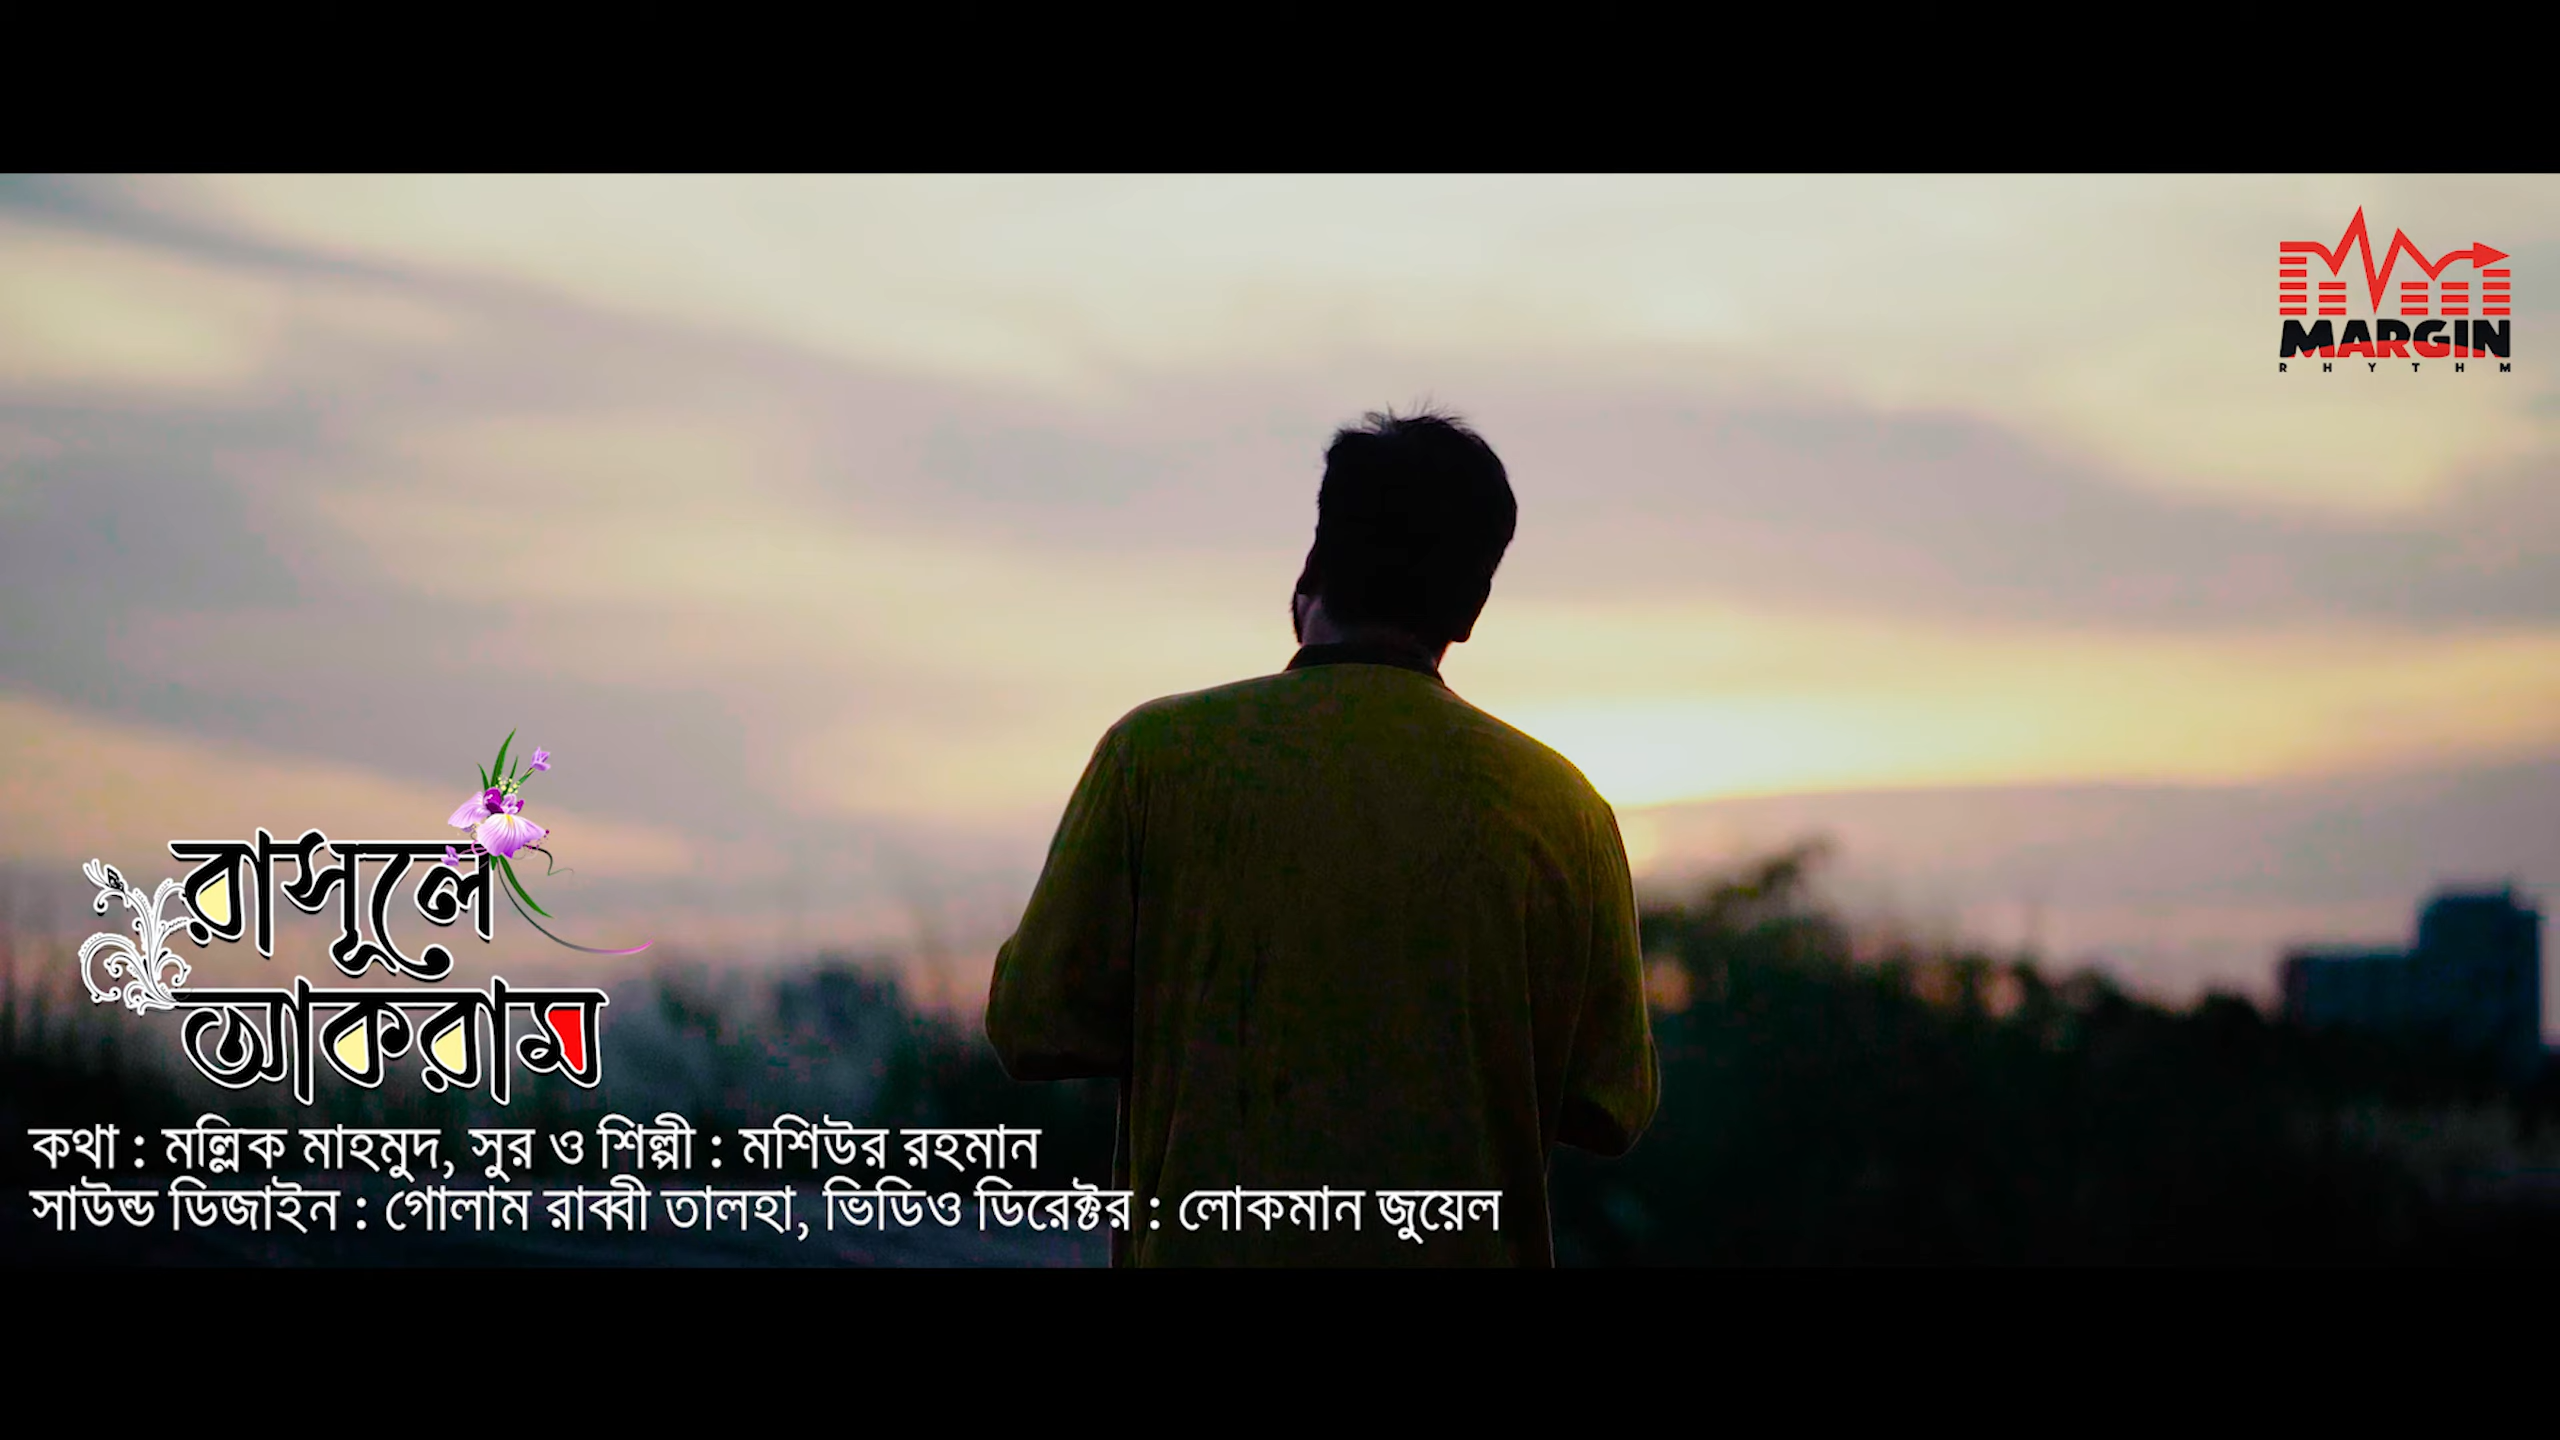 MARGIN
RHYTHM
রাসূলে
আকরাম
কথা : মল্লিক মাহমুদ, সুর ও শিল্পী : মশিউর রহমান
সাউন্ড ডিজাইন : গোলাম রাব্বী তালহা, ভিডিও ডিরেক্টর : লোকমান জুয়েল